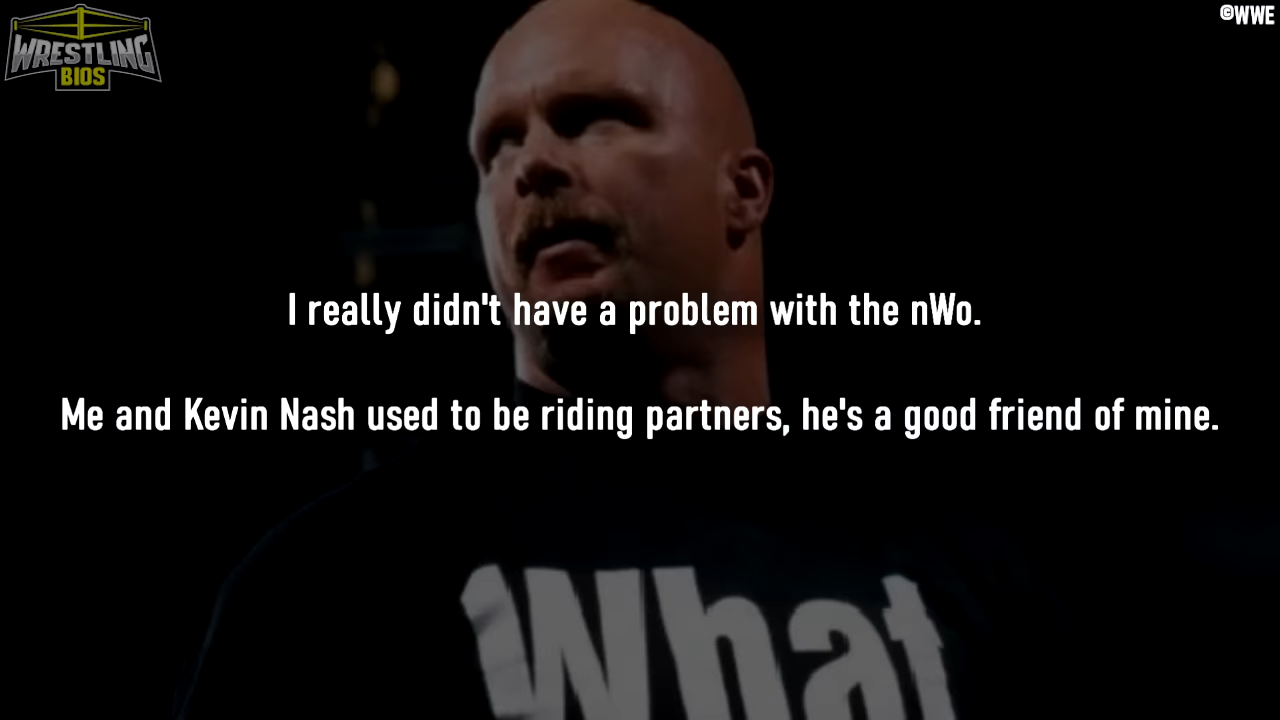 WRESTLING
BIOS
©WWE
I really didn't have a problem with the nWo.
Me and Kevin Nash used to be riding partners, he's a good friend of mine.
What